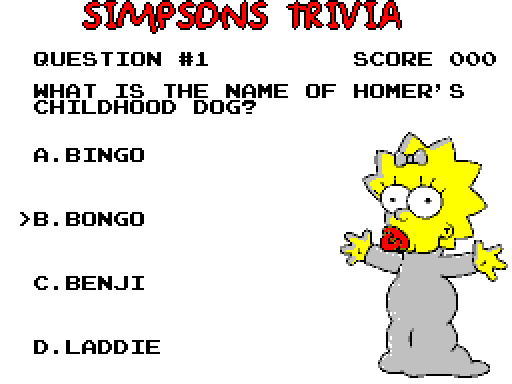 SIMPSONS TRIVIA
QUESTION #1 SCORE 000
WHAT IS THE NAME OF HOMER'S
CHILDHOOD DOG?
A.BINGO
>B.BONGO
C.BENJI
D.LADDIE